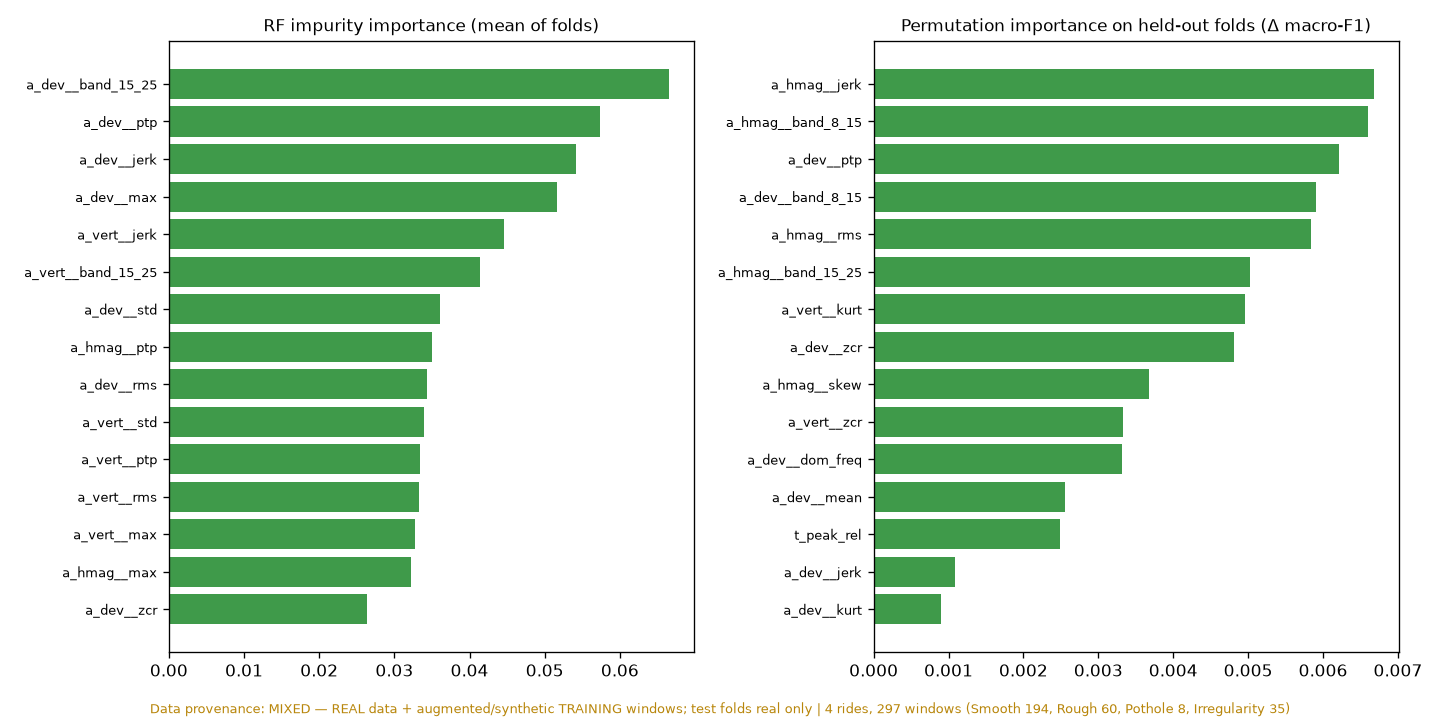 RF impurity importance (mean of folds)
a_dev__band_15_25
a_dev__ptp
a_dev__jerk
a_dev__max
a_vert__jerk
a_vert__band_15_25
a_dev__std
a_hmag__ptp
a_dev__rms
a_vert__std
a_vert__ptp
a_vert__rms
a_vert__max
a_hmag__max
a_dev__zcr
0.00 0.01 0.02 0.03 0.04 0.05 0.06
Permutation importance on held-out folds (Δ macro-F1)
a_hmag__jerk
a_hmag__band_8_15
a_dev__ptp
a_dev__band_8_15
a_hmag__rms
a_hmag__band_15_25
a_vert__kurt
a_dev__zcr
a_hmag__skew
a_vert__zcr
a_dev__dom_freq
a_dev__mean
t_peak_rel
a_dev__jerk
a_dev__kurt
0.000 0.001 0.002 0.003 0.004 0.005 0.006 0.007
Data provenance: MIXED — REAL data + augmented/synthetic TRAINING windows; test folds real only | 4 rides, 297 windows (Smooth 194, Rough 60, Pothole 8, Irregularity 35)